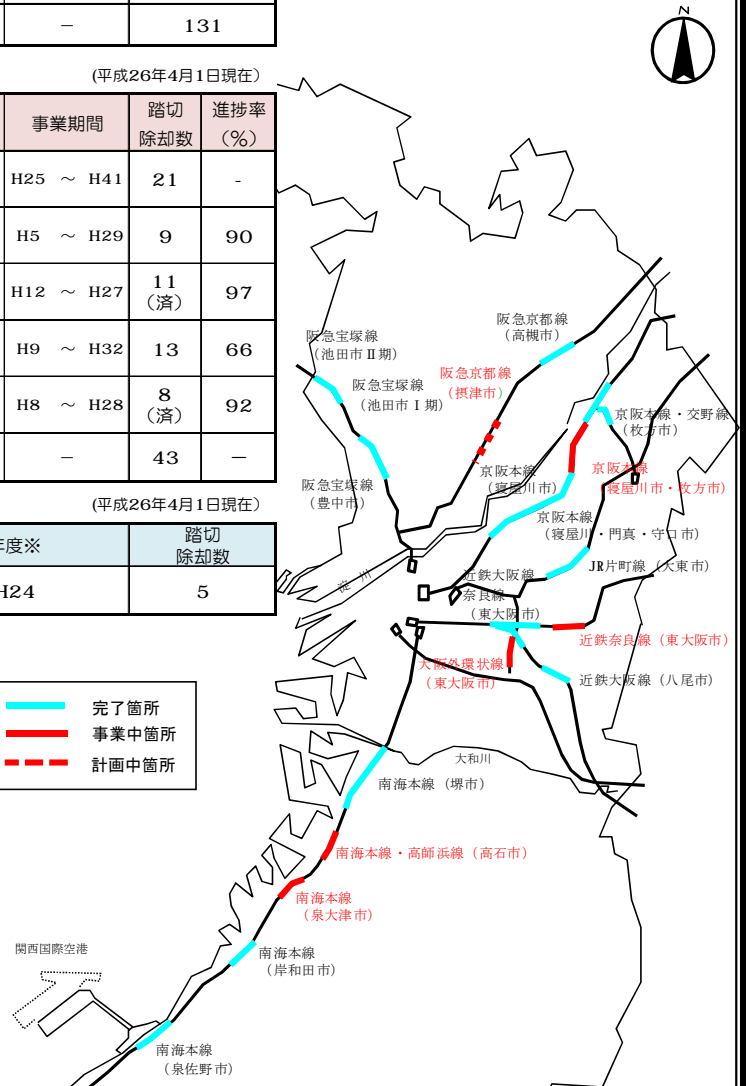 － 131
(平成26年4月1日現在）
事業期間 踏切除却数 進捗率（%）
H25 ～ H41 21 -
H5 ～ H29 9 90
H12 ～ H27 11（済） 97
H9 ～ H32 13 66
H8 ～ H28 8（済） 92
－ 43 －
(平成26年4月1日現在）
年度※ 踏切除却数
H24 5
完了箇所
事業中箇所
計画中箇所
N
阪急京都線
（高槻市）
阪急宝塚線
（池田市Ⅱ期）
阪急京都線
（摂津市）
阪急宝塚線
（池田市Ⅰ期）
京阪本線・交野線
（枚方市）
京阪本線
（寝屋川市）
京阪本線
（寝屋川市・枚方市）
阪急宝塚線
（豊中市）
京阪本線
（寝屋川・門真・守口市）
淀川
近鉄大阪線
奈良線
（東大阪市）
JR片町線（大東市）
近鉄奈良線（東大阪市）
大阪外環状線
（東大阪市）
近鉄大阪線（八尾市）
大和川
南海本線（堺市）
南海本線・高師浜線（高石市）
南海本線
（泉大津市）
関西国際空港
南海本線
（岸和田市）
南海本線
（泉佐野市）